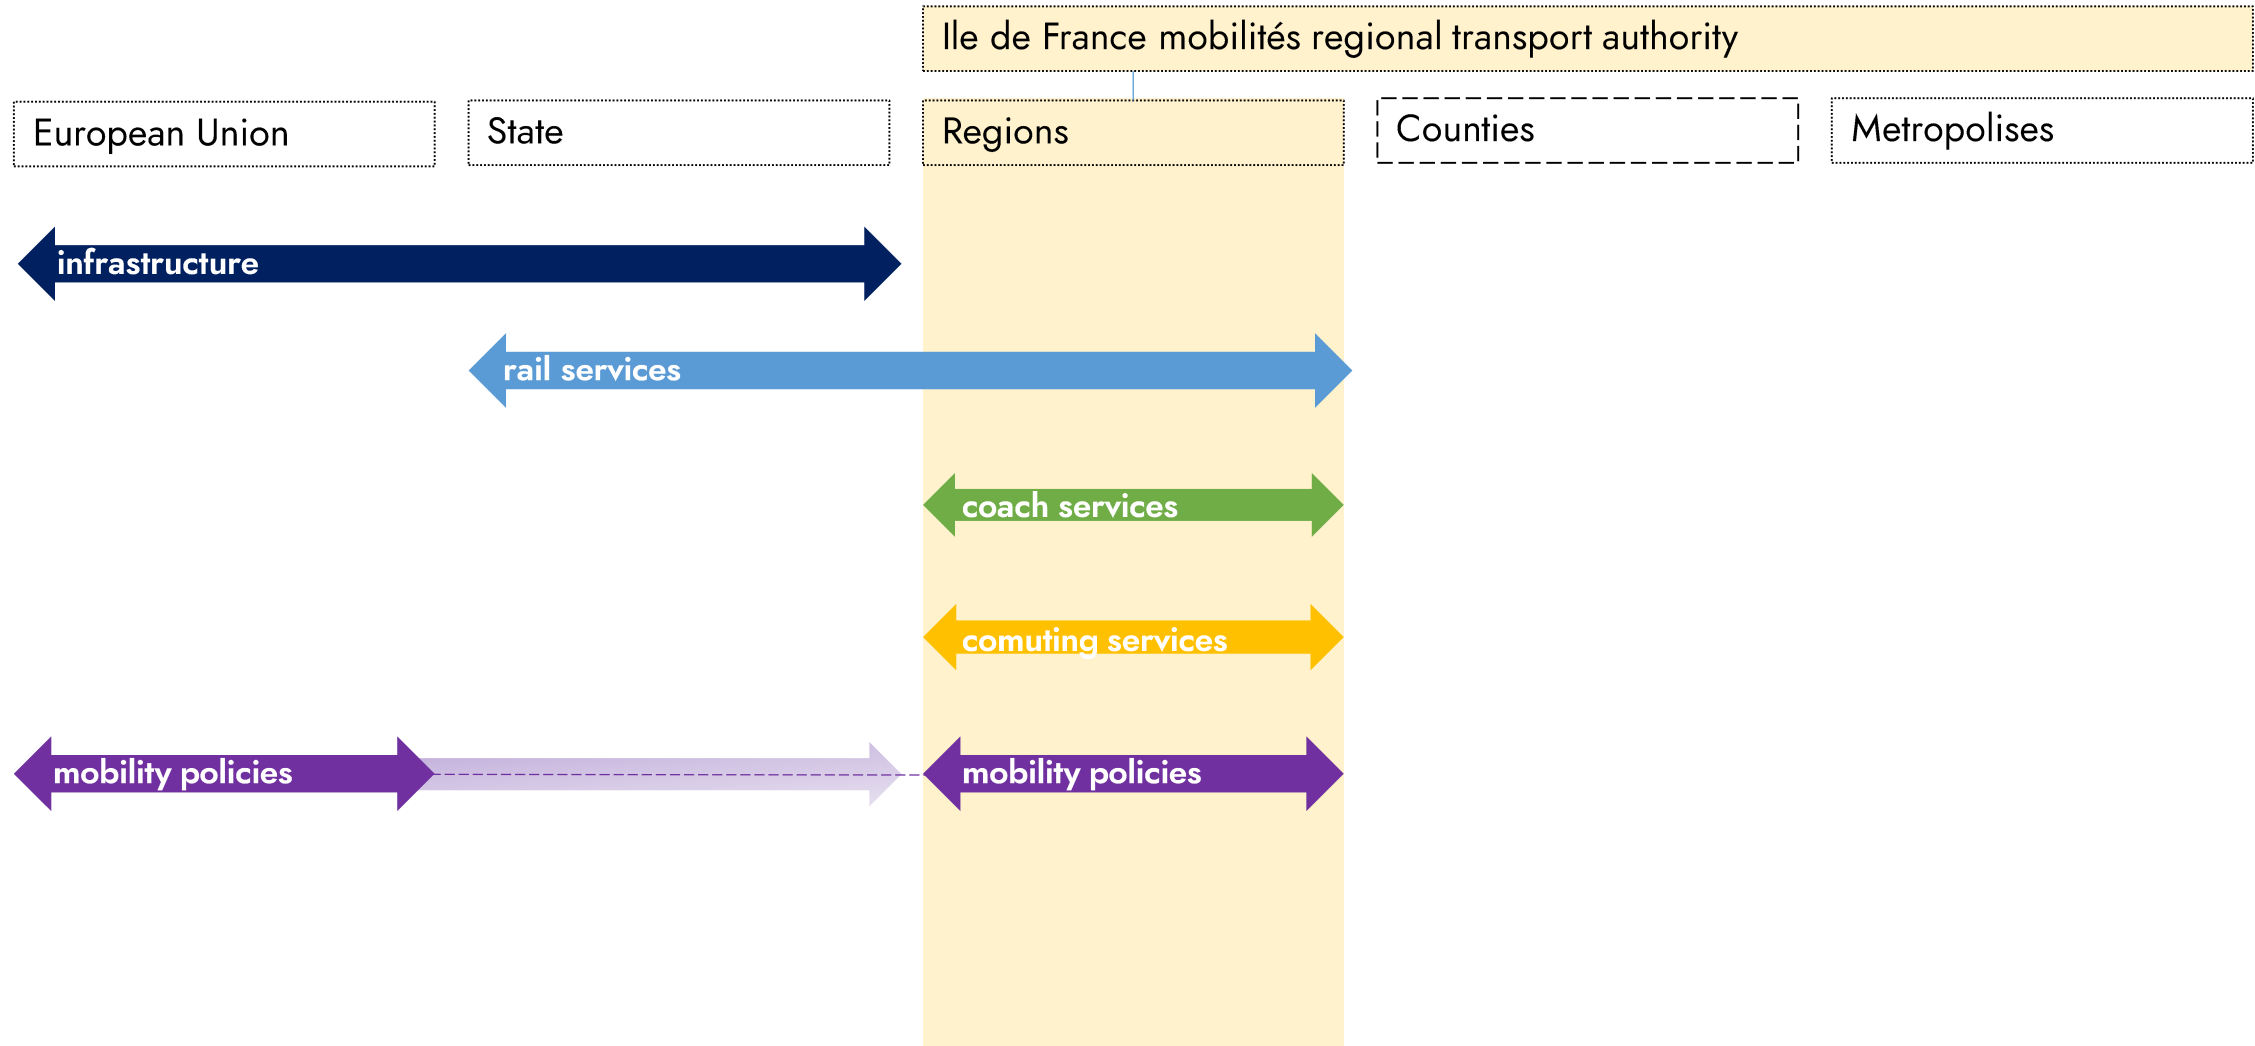 Ile de France mobilités regional transport authority
European Union
State
Regions
Counties
Metropolises
infrastructure
rail services
coach services
comuting services
mobility policies
mobility policies